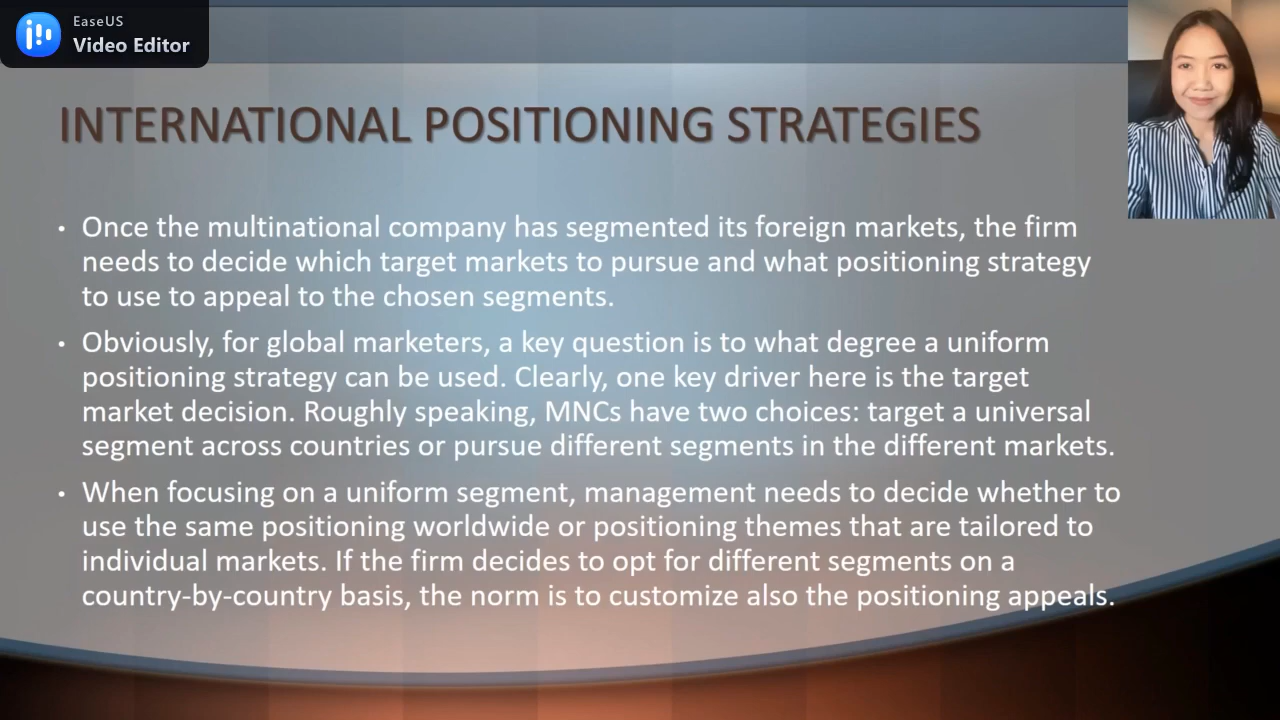 EaseUS
Video Editor
INTERNATIONAL POSITIONING STRATEGIES
• Once the multinational company has segmented its foreign markets, the firm
needs to decide which target markets to pursue and what positioning strategy
to use to appeal to the chosen segments.
• Obviously, for global marketers, a key question is to what degree a uniform
positioning strategy can be used. Clearly, one key driver here is the target
market decision. Roughly speaking, MNCs have two choices: target a universal
segment across countries or pursue different segments in the different markets.
• When focusing on a uniform segment, management needs to decide whether to
use the same positioning worldwide or positioning themes that are tailored to
individual markets. If the firm decides to opt for different segments on a
country-by-country basis, the norm is to customize also the positioning appeals.